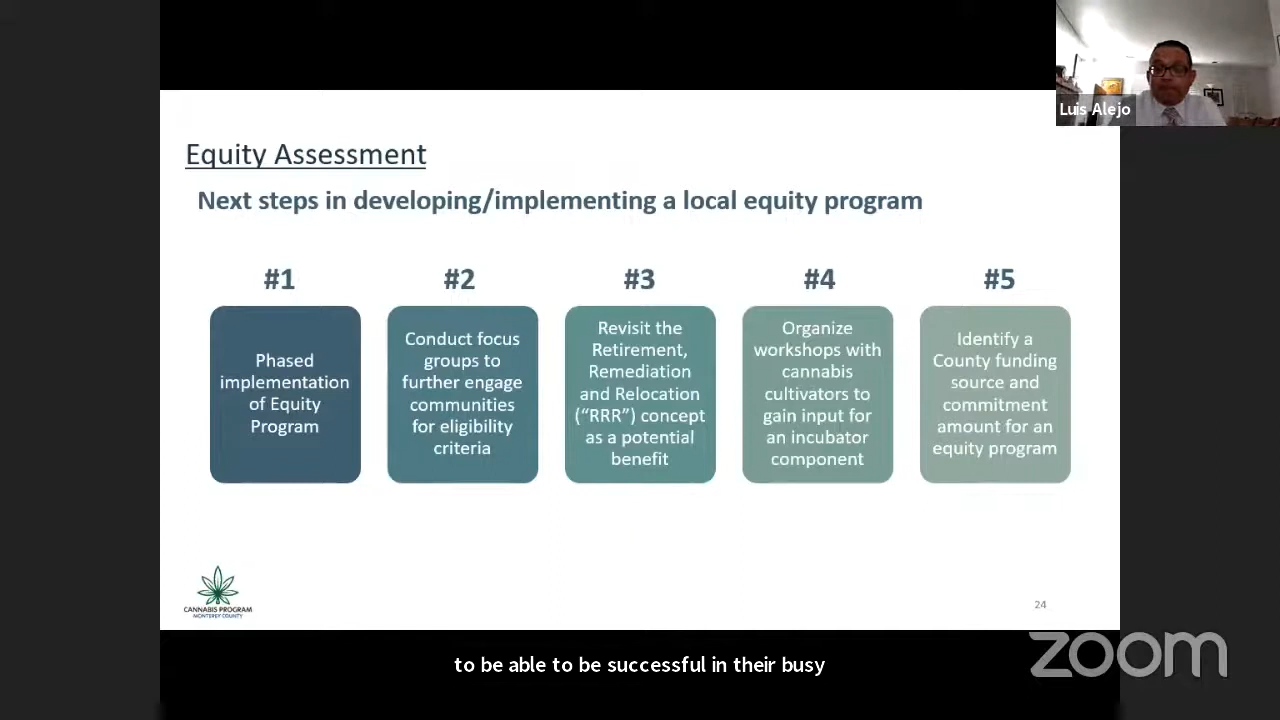 Luis Alejo
Equity Assessment
Next steps in developing/implementing a local equity program
#1
Phased
implementation
of Equity
Program
#2
Conduct focus
groups to
further engage
communities
for eligibility
criteria
#3
Revisit the
Retirement,
Remediation
and Relocation
(“RRR”) concept
as a potential
benefit
#4
Organize
workshops with
cannabis
cultivators to
gain input for
an incubator
component
#5
Identify a
County funding
source and
commitment
amount for an
equity program
CANNABIS PROGRAM
MONTEREY COUNTY
24
zoom
to be able to be successful in their busy